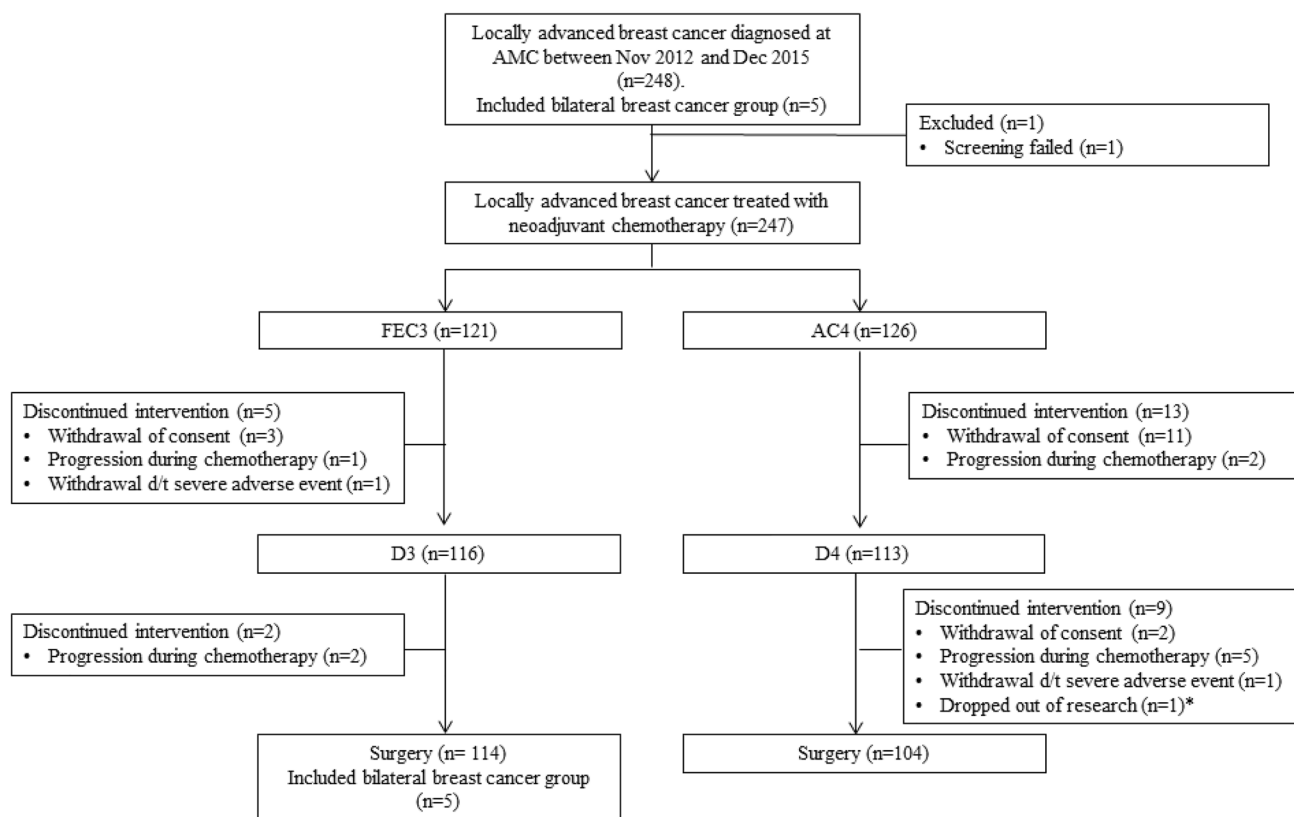 Locally advanced breast cancer diagnosed at
AMC between Nov 2012 and Dec 2015
(n=248).
Included bilateral breast cancer group (n=5)
Excluded (n=1)
• Screening failed (n=1)
Locally advanced breast cancer treated with
neoadjuvant chemotherapy (n=247)
FEC3 (n=121)
AC4 (n=126)
Discontinued intervention (n=5)
• Withdrawal of consent (n=3)
• Progression during chemotherapy (n=1)
• Withdrawal d/t severe adverse event (n=1)
Discontinued intervention (n=13)
• Withdrawal of consent (n=11)
• Progression during chemotherapy (n=2)
D3 (n=116)
D4 (n=113)
Discontinued intervention (n=2)
• Progression during chemotherapy (n=2)
Discontinued intervention (n=9)
• Withdrawal of consent (n=2)
• Progression during chemotherapy (n=5)
• Withdrawal d/t severe adverse event (n=1)
• Dropped out of research (n=1)*
Surgery (n= 114)
Included bilateral breast cancer group
(n=5)
Surgery (n=104)